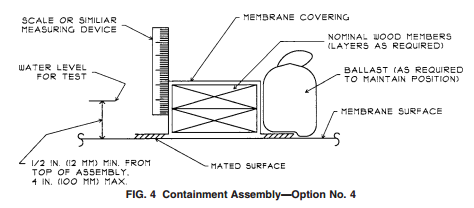 SCALE OR SIMILIAR
MEASURING DEVICE
MEMBRANE COVERING
NOMINAL WOOD MEMBERS
(LAYERS AS REQUIRED)
WATER LEVEL
FOR TEST
BALLAST (AS REQUIRED
TO MAINTAIN POSITION)
MEMBRANE SURFACE
1/2 IN. (12 MM) MIN. FROM
TOP OF ASSEMBLY,
4 IN. (100 MM) MAX.
MATED SURFACE
FIG. 4 Containment Assembly—Option No. 4